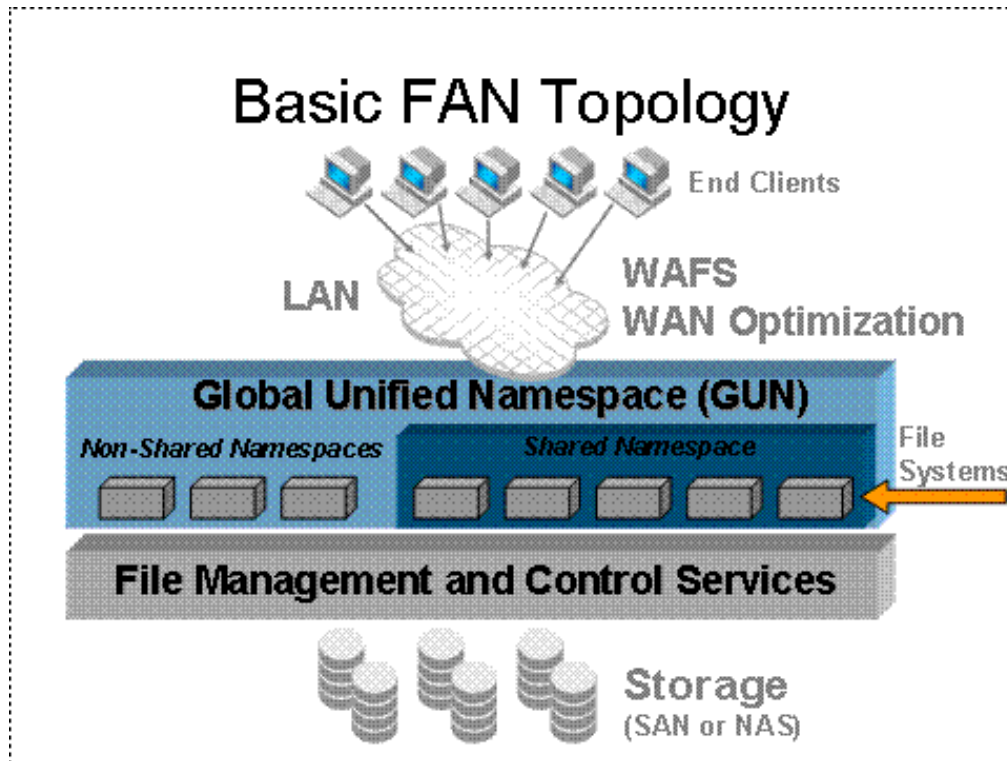 Basic FAN Topology
End Clients
LAN
WAFS
WAN Optimization
Global Unified Namespace (GUN)
Non-Shared Namespaces
Shared Namespace
File
Systems
File Management and Control Services
Storage
(SAN or NAS)